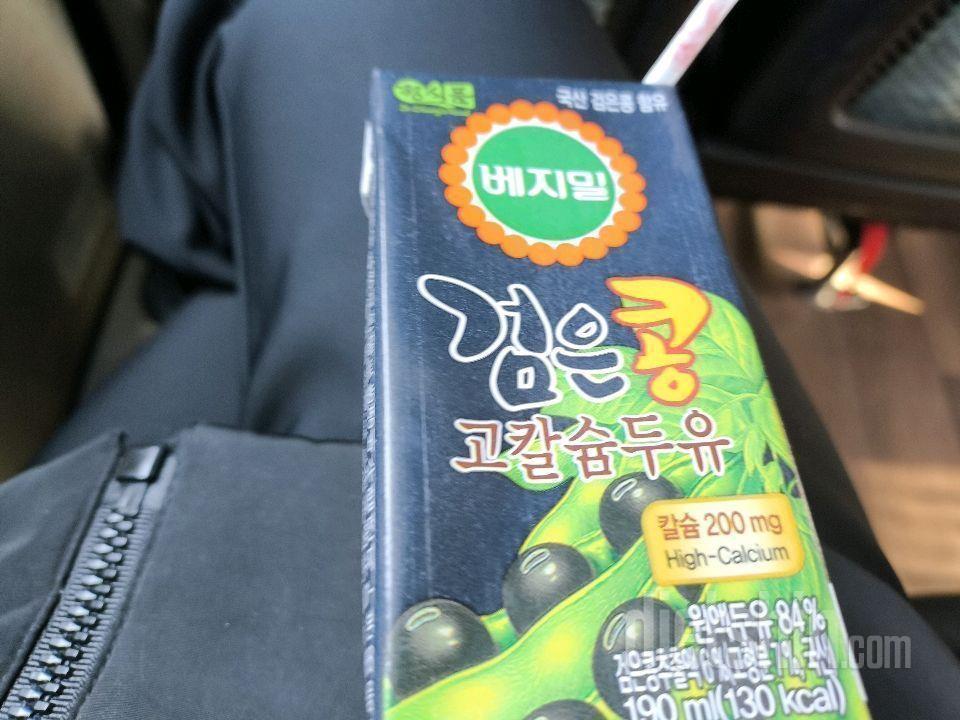 국산 검은콩 함유
베지밀
검은콩
고칼슘두유
칼슘 200 mg
High-Calcium
원액두유 84%
190 ml(130 kcal)